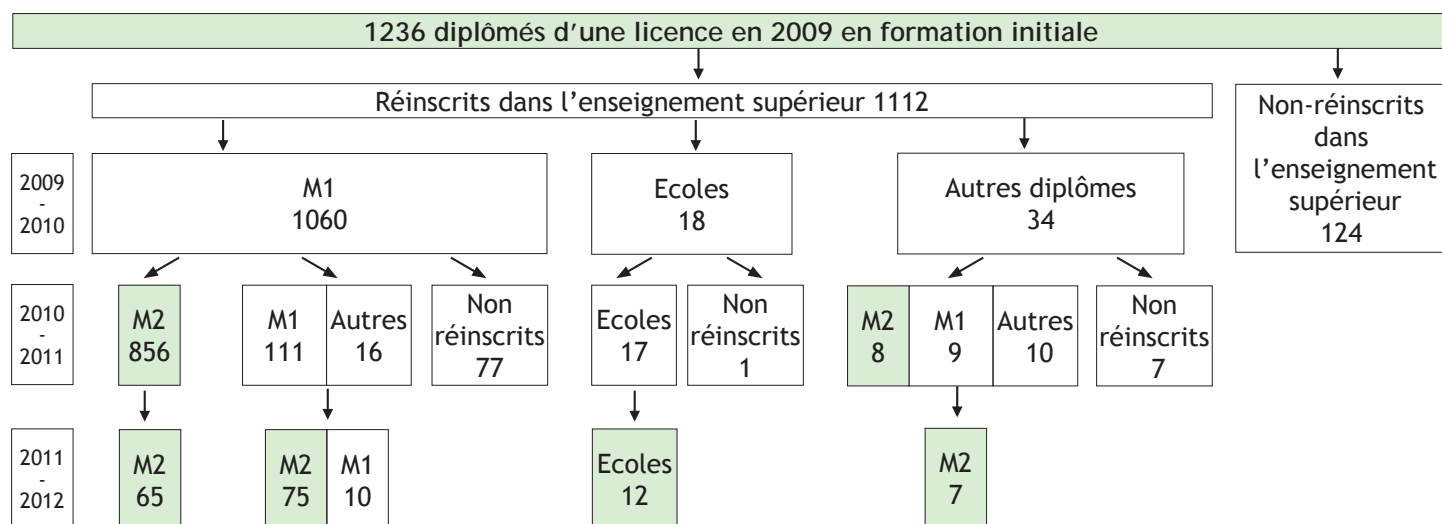 1236 diplômés d’une licence en 2009 en formation initiale
Réinscrits dans l’enseignement supérieur 1112
Non-réinscrits
dans
l’enseignement
supérieur
124
2009
-
2010
M1
1060
Ecoles
18
Autres diplômes
34
2010
-
2011
M2
856
M1
111
Autres
16
Non
réinscrits
77
Ecoles
17
Non
réinscrits
1
M2
8
M1
9
Autres
10
Non
réinscrits
7
2011
-
2012
M2
65
M2
75
M1
10
Ecoles
12
M2
7